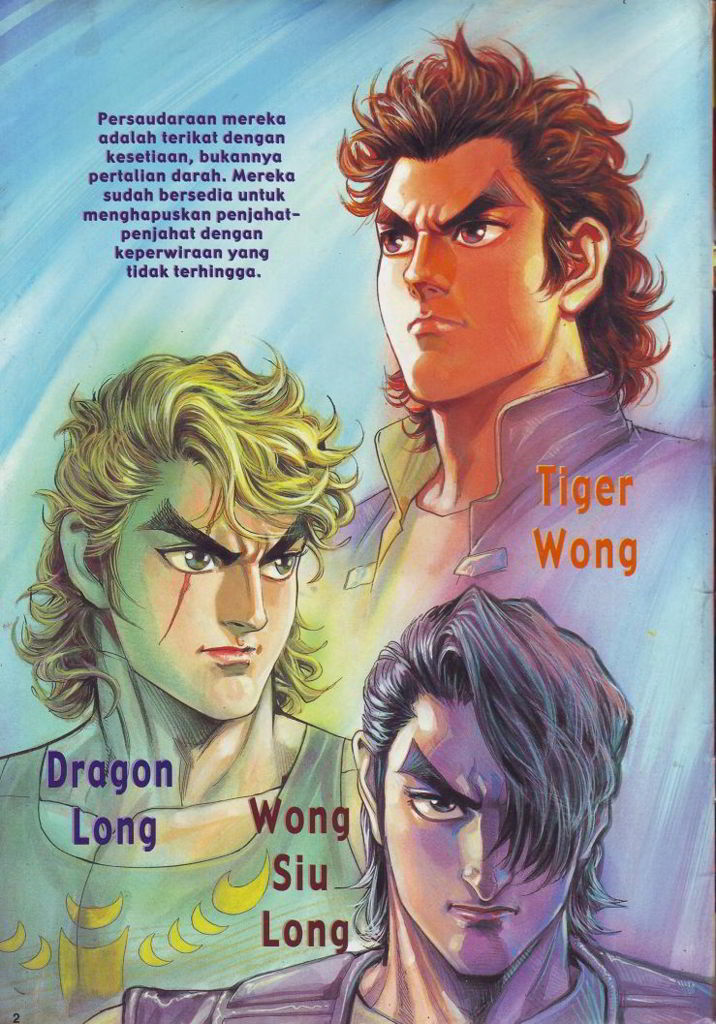 Persaudaraan mereka
adalah terikat dengan
kesetiaan, bukannya
pertalian darah. Mereka
sudah bersedia untuk
menghapuskan penjahat-
penjahat dengan
keperwiraan yang
tidak terhingga.
Tiger
Wong
Dragon
Long
Wong
Siu
Long
2